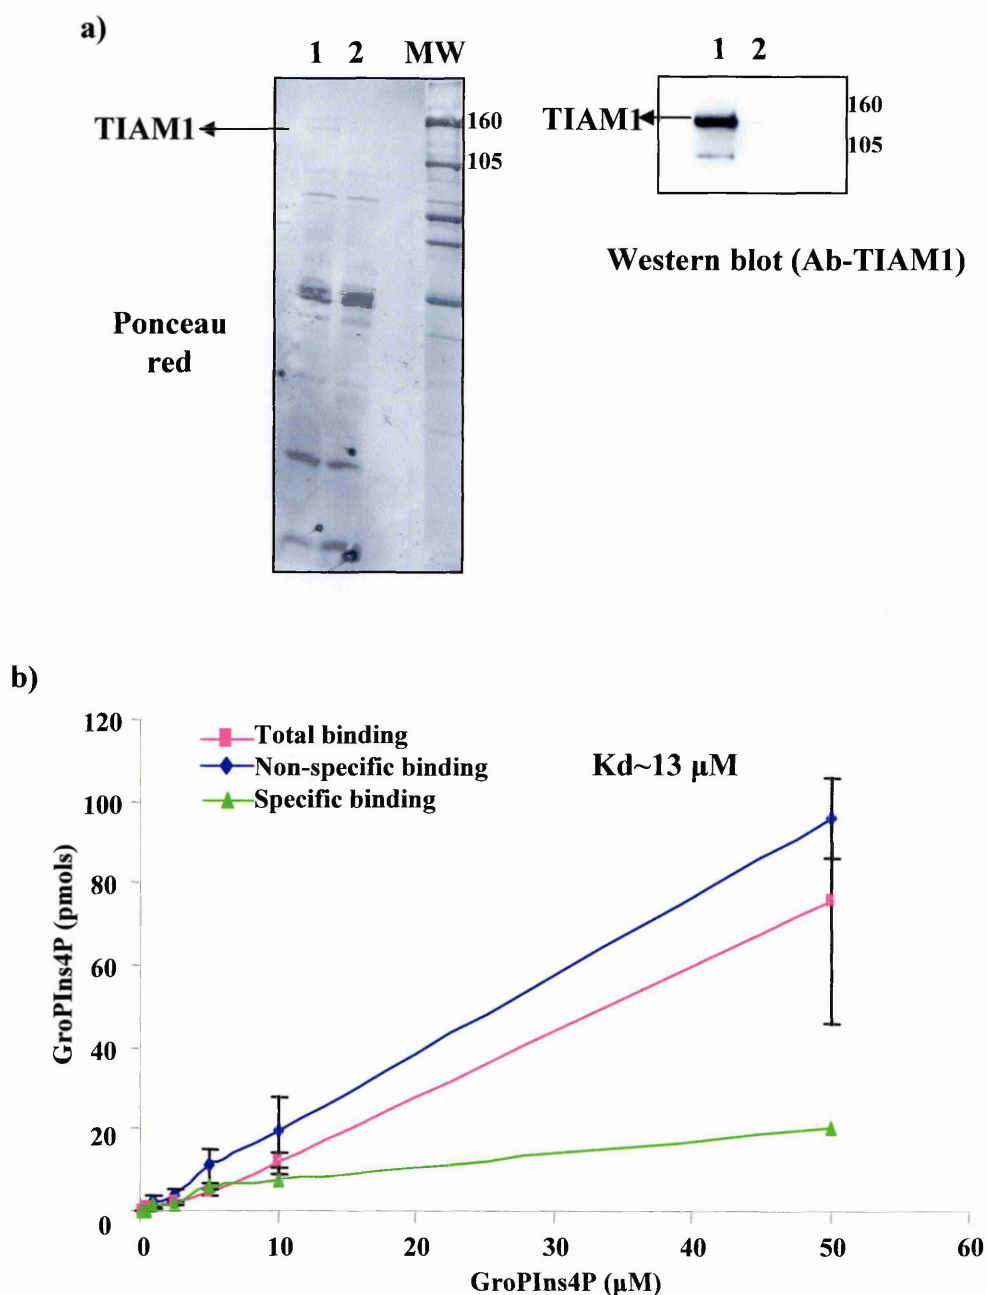 a)
1 2 MW
TIAM1
160
105
Ponceau
red
1 2
TIAM1
160
105
Western blot (Ab-TIAM1)
b)
GroPIns4P (pmols)
120
100
80
60
40
20
0
Total binding
Non-specific binding
Specific binding
Kd~13 μM
0 10 20 30 40 50 60
GroPIns4P (μM)